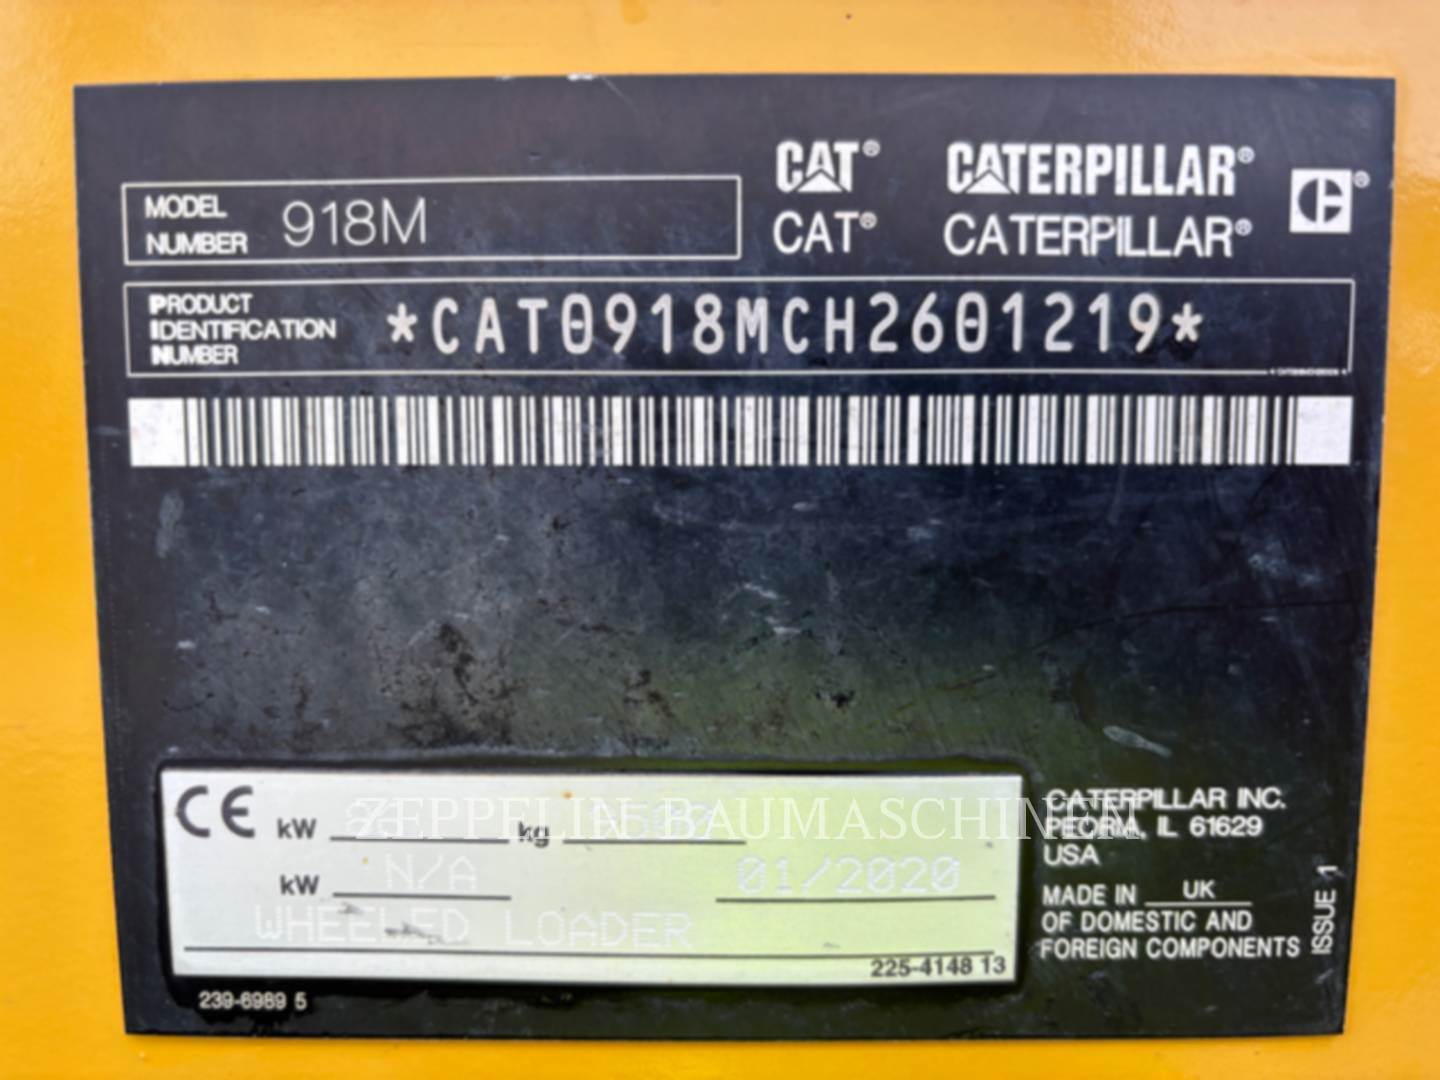 CAT® CATERPILLAR®
MODEL
NUMBER 918M
CAT® CATERPILLAR®
PRODUCT
IDENTIFICATION
NUMBER
*CAT0918MCH2601219*
CE kW kg
ZEPPELIN BAUMASCHINEN
kW N/A 01/2020
WHEELED LOADER
225-4148 13
239-6989 5
CATERPILLAR INC.
PEORIA, IL 61629
USA
MADE IN UK
OF DOMESTIC AND
FOREIGN COMPONENTS
ISSUE 1